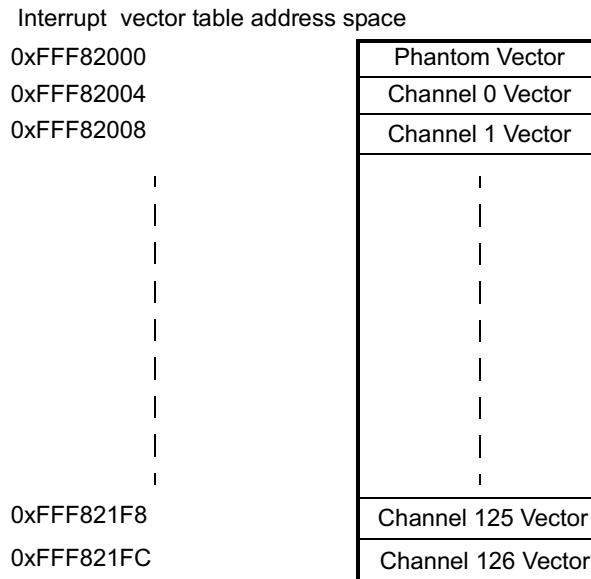 Interrupt vector table address space
0xFFF82000 Phantom Vector
0xFFF82004 Channel 0 Vector
0xFFF82008 Channel 1 Vector
0xFFF821F8 Channel 125 Vector
0xFFF821FC Channel 126 Vector